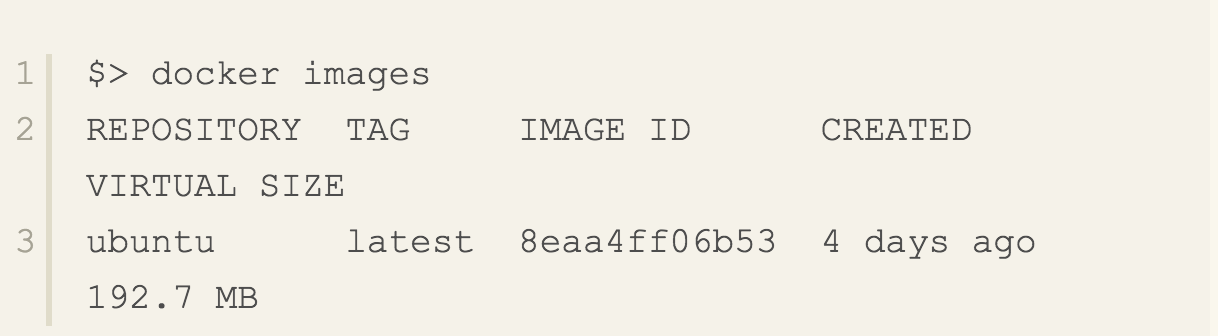 1 $> docker images
2 REPOSITORY  TAG     IMAGE ID      CREATED
VIRTUAL SIZE
3 ubuntu      latest  8eaa4ff06b53  4 days ago
192.7 MB